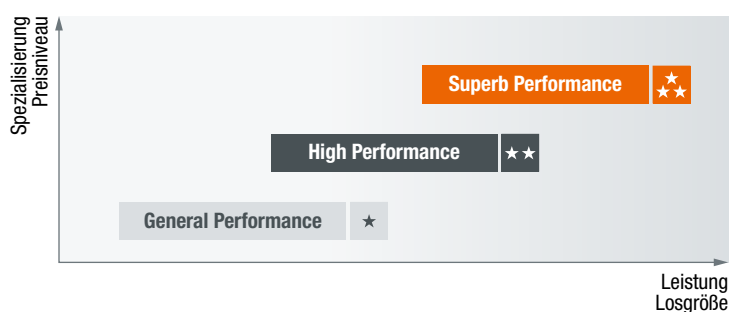 Spezialisierung
Preisniveau
Superb Performance
High Performance
General Performance
Leistung
Losgröße